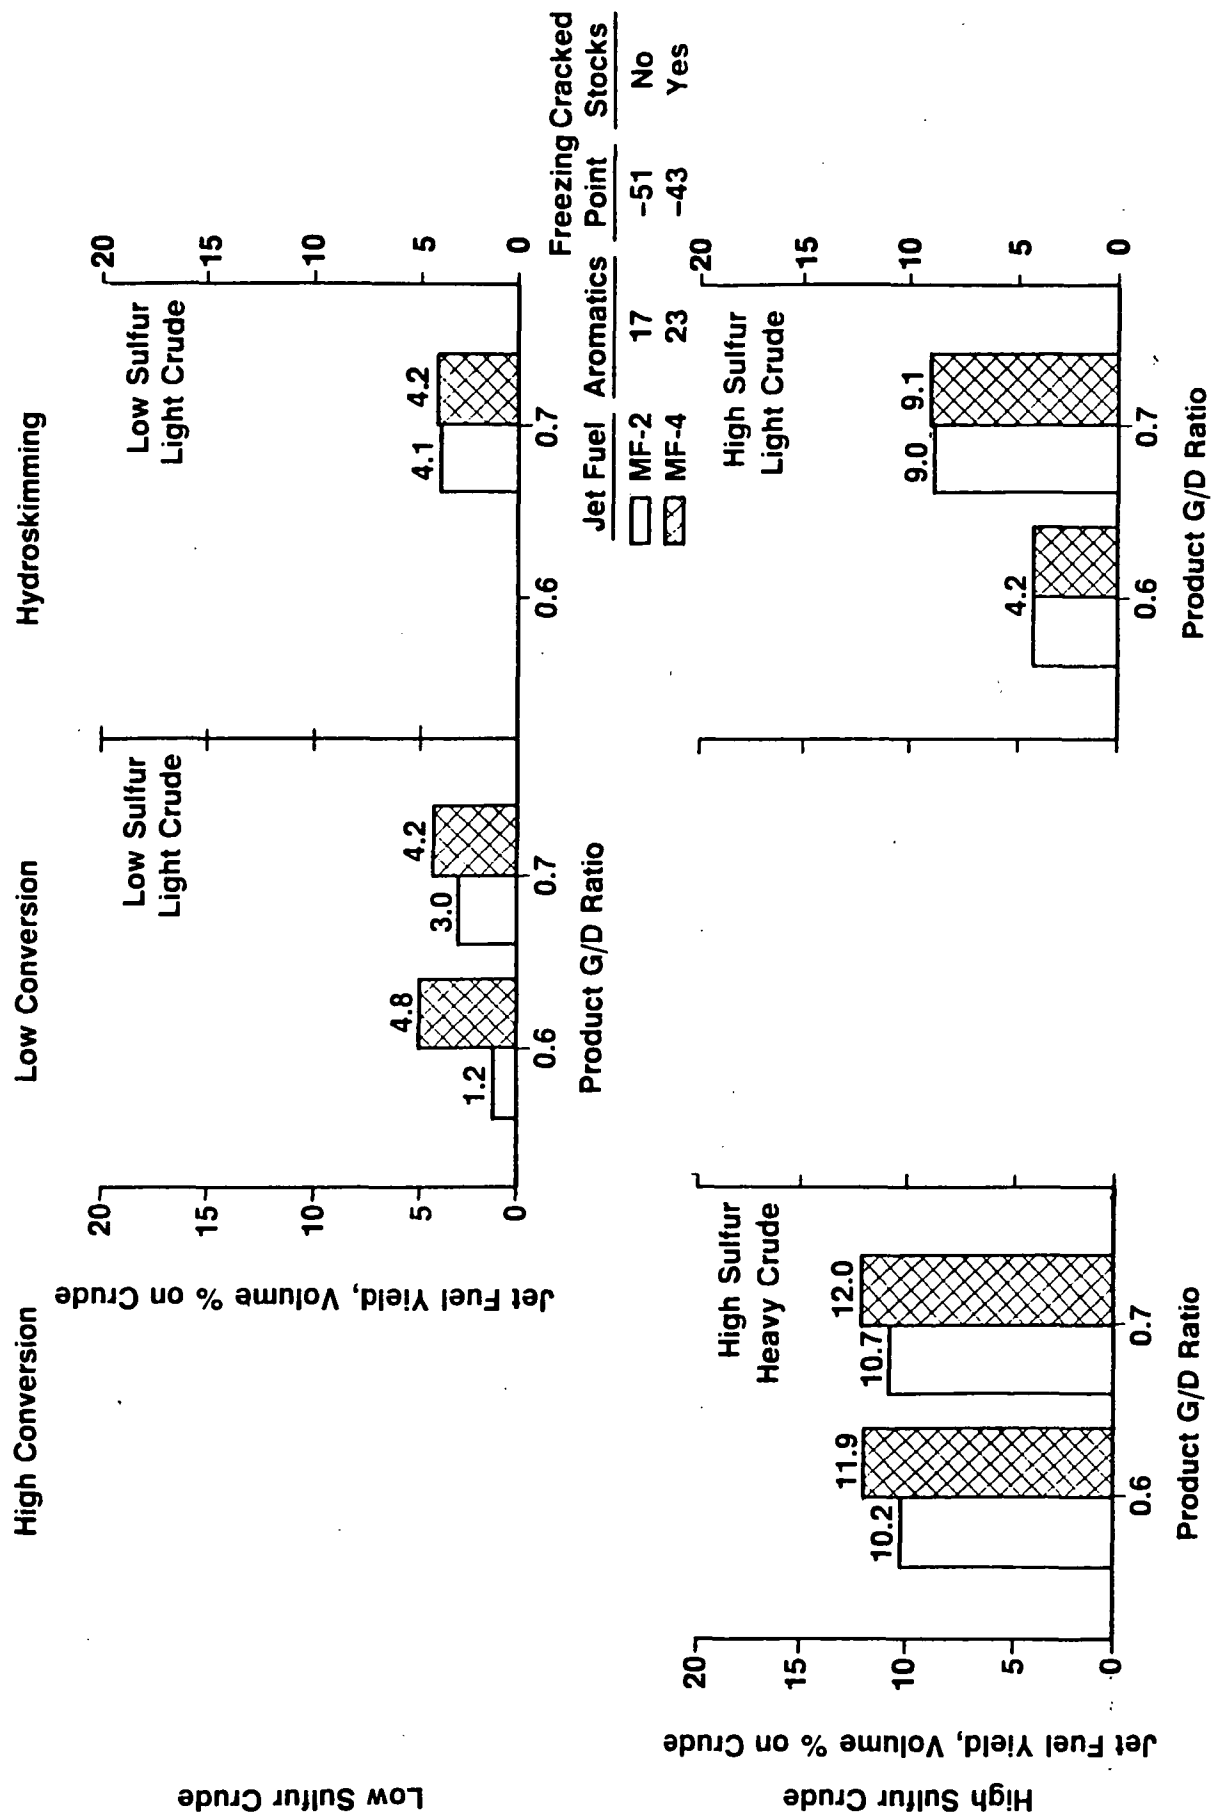 High Conversion
Low Conversion
Hydroskimming
Low Sulfur Crude
Jet Fuel Yield, Volume % on Crude
20
15
10
5
0
Low Sulfur
Light Crude
1.2
4.8
3.0
4.2
0.6
0.7
Product G/D Ratio
Low Sulfur
Light Crude
4.1
4.2
0.6
0.7
20
15
10
5
0
Jet Fuel Aromatics Freezing Point Cracked Stocks
MF-2 17 -51 No
MF-4 23 -43 Yes
High Sulfur Crude
Jet Fuel Yield, Volume % on Crude
20
15
10
5
0
High Sulfur
Heavy Crude
10.2
11.9
10.7
12.0
0.6
0.7
Product G/D Ratio
High Sulfur
Light Crude
4.2
9.0
9.1
0.6
0.7
Product G/D Ratio
20
15
10
5
0